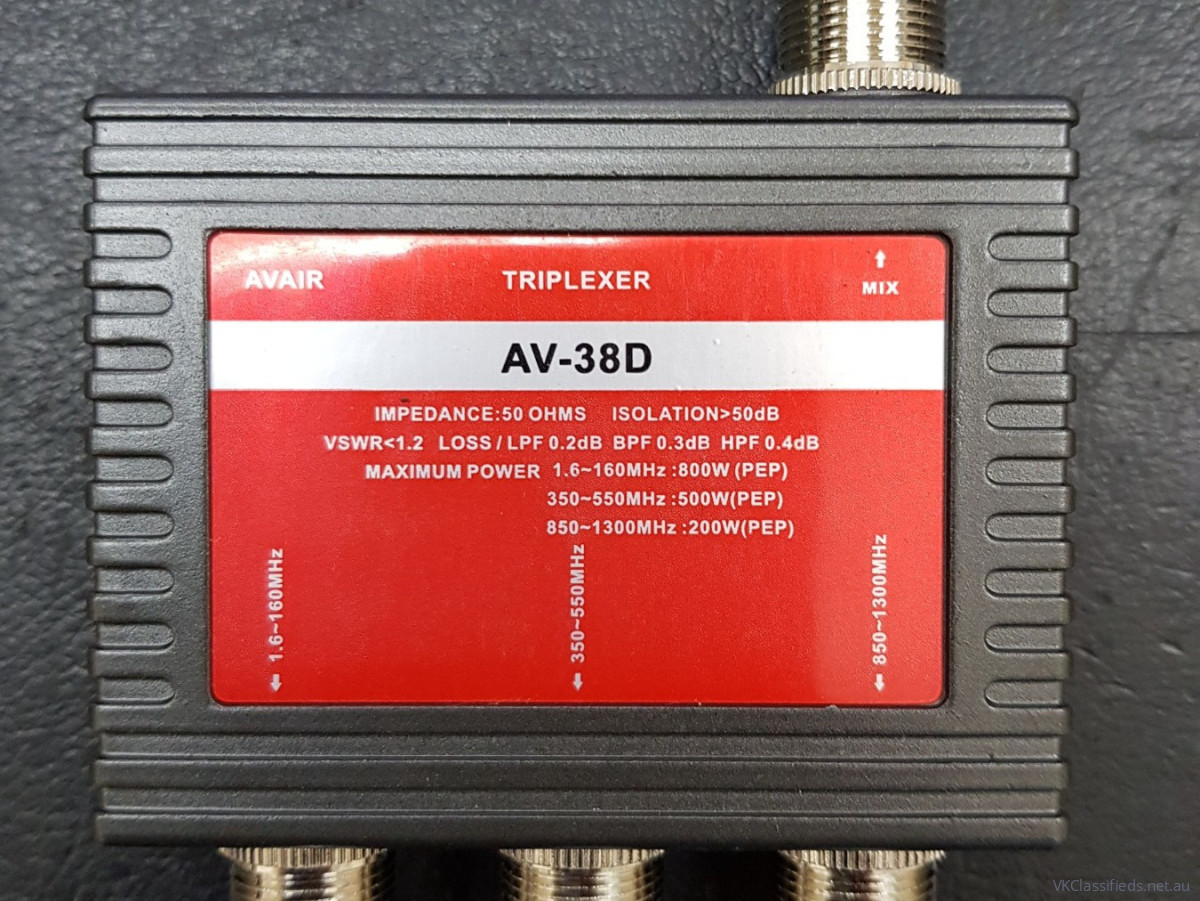 AVAIR TRIPLEXER ↑
MIX
AV-38D
IMPEDANCE:50 OHMS ISOLATION>50dB
VSWR<1.2 LOSS / LPF 0.2dB BPF 0.3dB HPF 0.4dB
MAXIMUM POWER 1.6~160MHz :800W (PEP)
350~550MHz :500W(PEP)
850~1300MHz :200W(PEP)
← 1.6~160MHz
← 350~550MHz
← 850~1300MHz
VKClassifieds.net.au